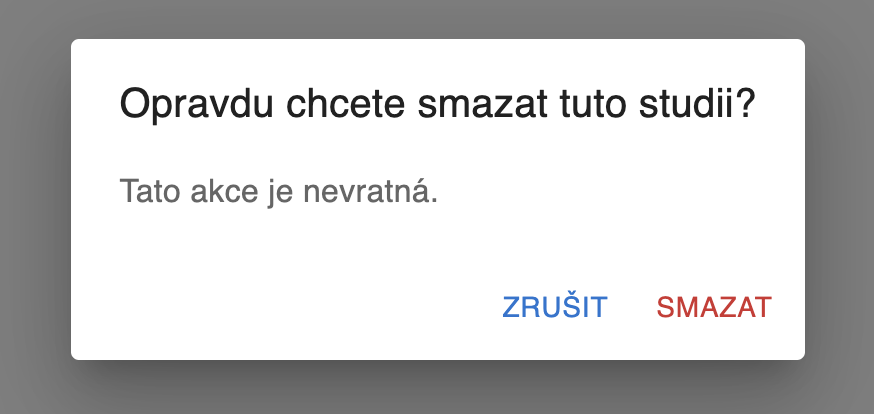 Opravdu chcete smazat tuto studii?
Tato akce je nevratná.
ZRUŠIT SMAZAT